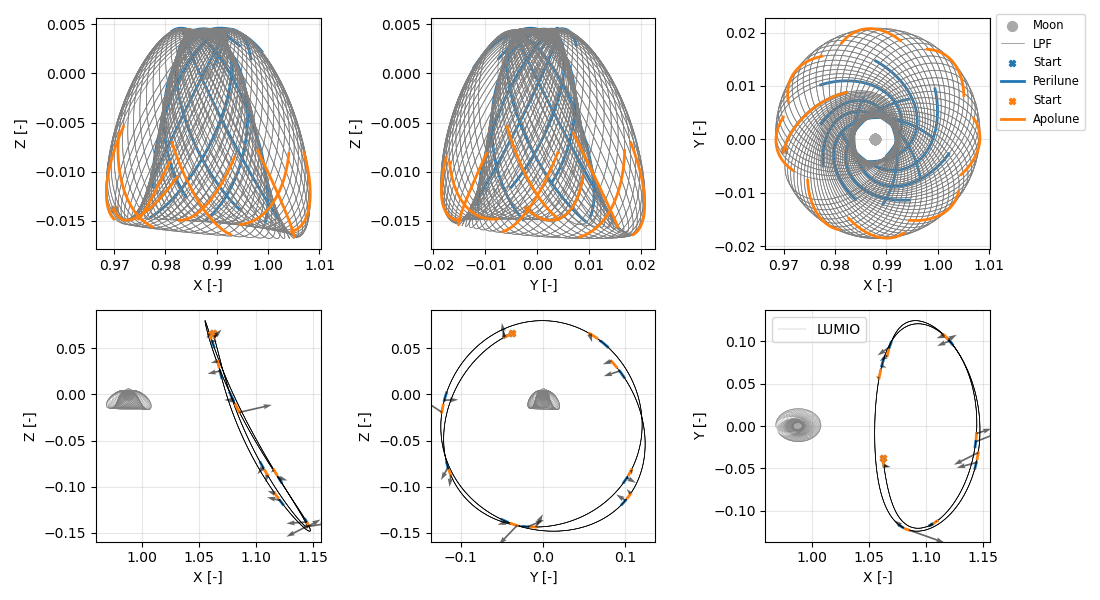 0.005
0.000
−0.005
−0.010
−0.015
Z [-]
0.97 0.98 0.99 1.00 1.01
X [-]
0.005
0.000
−0.005
−0.010
−0.015
Z [-]
−0.02 −0.01 0.00 0.01 0.02
Y [-]
0.02
0.01
0.00
−0.01
−0.02
Y [-]
0.97 0.98 0.99 1.00 1.01
X [-]
Moon
LPF
Start
Perilune
Start
Apolune
0.05
0.00
−0.05
−0.10
−0.15
Z [-]
1.00 1.05 1.10 1.15
X [-]
0.05
0.00
−0.05
−0.10
−0.15
Z [-]
−0.1 0.0 0.1
Y [-]
LUMIO
0.10
0.05
0.00
−0.05
−0.10
Y [-]
1.00 1.05 1.10 1.15
X [-]